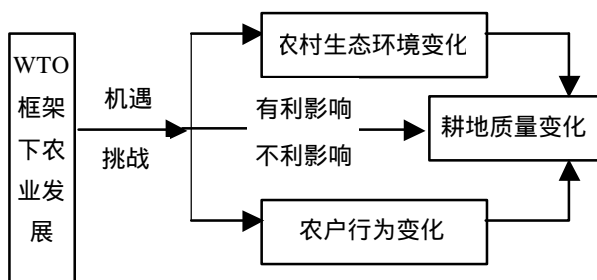 WTO
框架
下农
业发
展
机遇
挑战
农村生态环境变化
有利影响
不利影响
农户行为变化
耕地质量变化